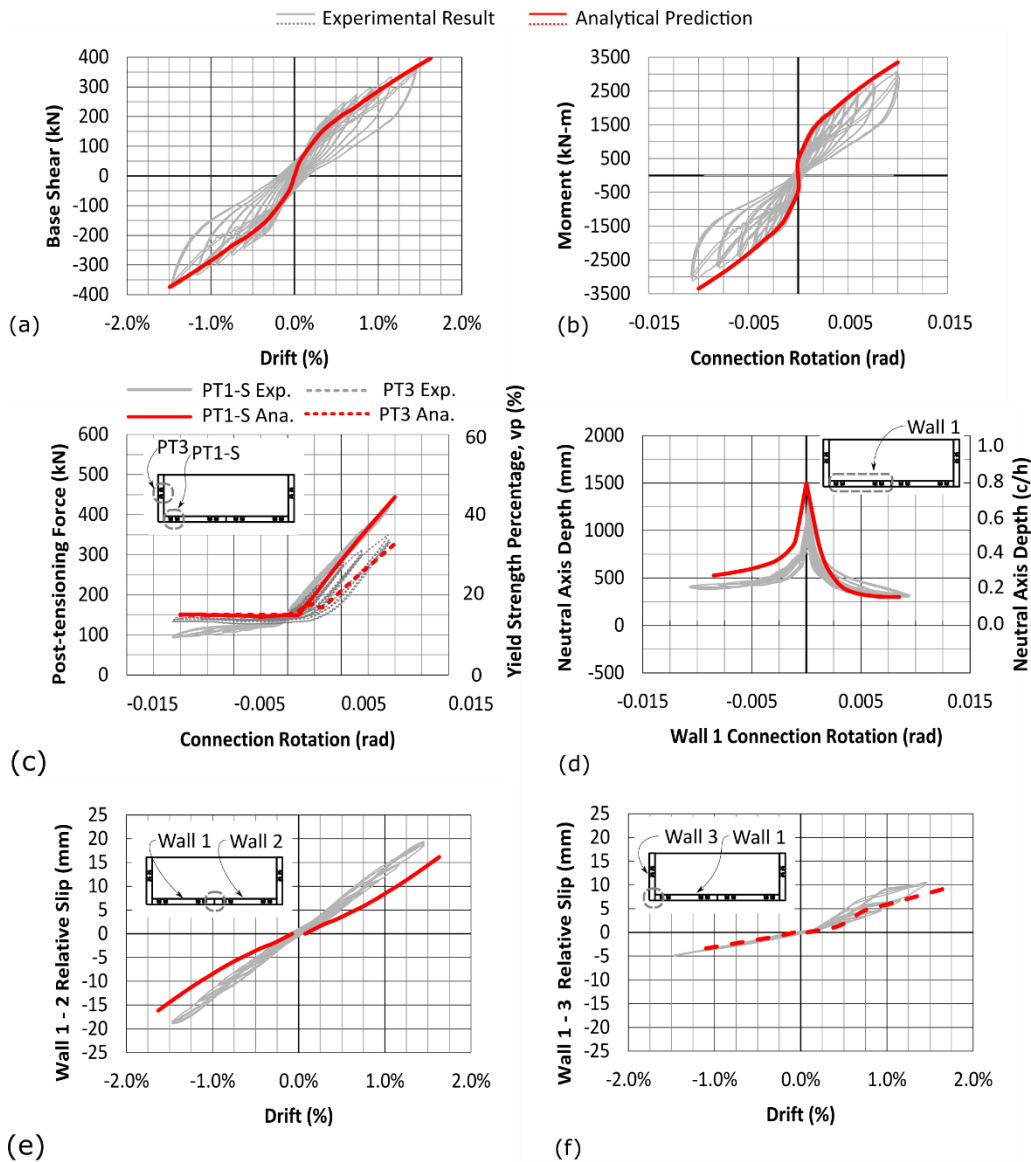 Experimental Result
Analytical Prediction
400
300
200
100
0
-100
-200
-300
-400
Base Shear (kN)
-2.0% -1.0% 0.0% 1.0% 2.0%
Drift (%)
(a)
3500
2500
1500
500
-500
-1500
-2500
-3500
Moment (kN-m)
-0.015 -0.005 0.005 0.015
Connection Rotation (rad)
(b)
PT1-S Exp. PT3 Exp.
PT1-S Ana. PT3 Ana.
600
500
450
400
300
200
100
0
Post-tensioning Force (kN)
60
40
20
0
Yield Strength Percentage, vp (%)
PT3
PT1-S
-0.015 -0.005 0.005 0.015
Connection Rotation (rad)
(c)
Wall 1
2000
1500
1000
500
0
-500
Neutral Axis Depth (mm)
1.0
0.8
0.6
0.4
0.2
0.0
Neutral Axis Depth (c/h)
-0.015 -0.005 0.005 0.015
Wall 1 Connection Rotation (rad)
(d)
25
20
15
10
5
0
-5
-10
-15
-20
-25
Wall 1 - 2 Relative Slip (mm)
Wall 1 Wall 2
-2.0% -1.0% 0.0% 1.0% 2.0%
Drift (%)
(e)
25
20
15
10
5
0
-5
-10
-15
-20
-25
Wall 1 - 3 Relative Slip (mm)
Wall 3 Wall 1
-2.0% -1.0% 0.0% 1.0% 2.0%
Drift (%)
(f)